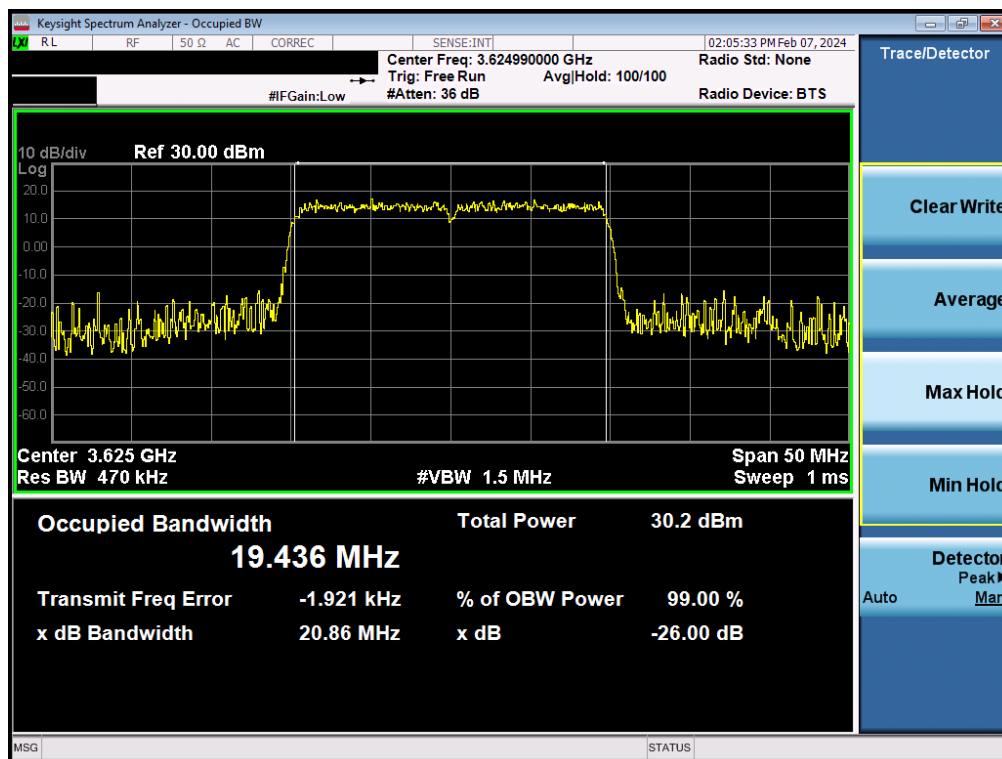 Keysight Spectrum Analyzer - Occupied BW
LXI RL RF 50 Ω AC CORREC SENSE:INT 02:05:33 PM Feb 07, 2024
Center Freq: 3.624990000 GHz Radio Std: None
Trig: Free Run Avg|Hold: 100/100
#IFGain:Low #Atten: 36 dB Radio Device: BTS
Trace/Detector
10 dB/div Ref 30.00 dBm
Log
20.0
10.0
0.00
-10.0
-20.0
-30.0
-40.0
-50.0
-60.0
Center 3.625 GHz Span 50 MHz
Res BW 470 kHz #VBW 1.5 MHz Sweep 1 ms
Clear Write
Average
Max Hold
Min Hold
Detector
Peak
Auto Man
Occupied Bandwidth Total Power 30.2 dBm
19.436 MHz
Transmit Freq Error -1.921 kHz % of OBW Power 99.00 %
x dB Bandwidth 20.86 MHz x dB -26.00 dB
MSG STATUS